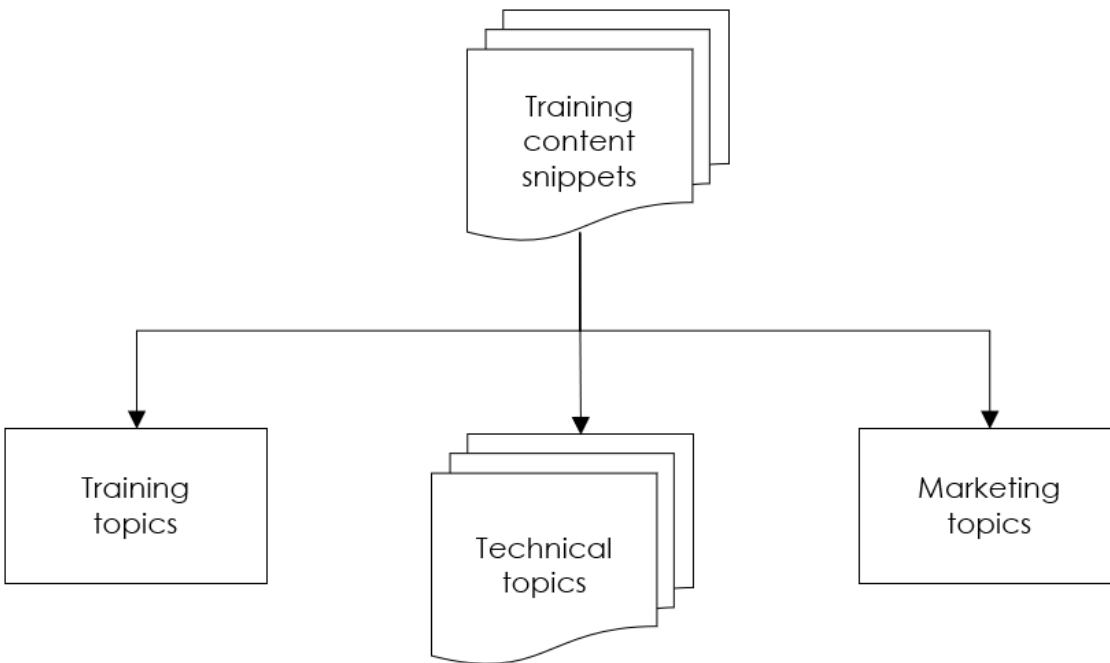 Training
content
snippets
Training
topics
Technical
topics
Marketing
topics